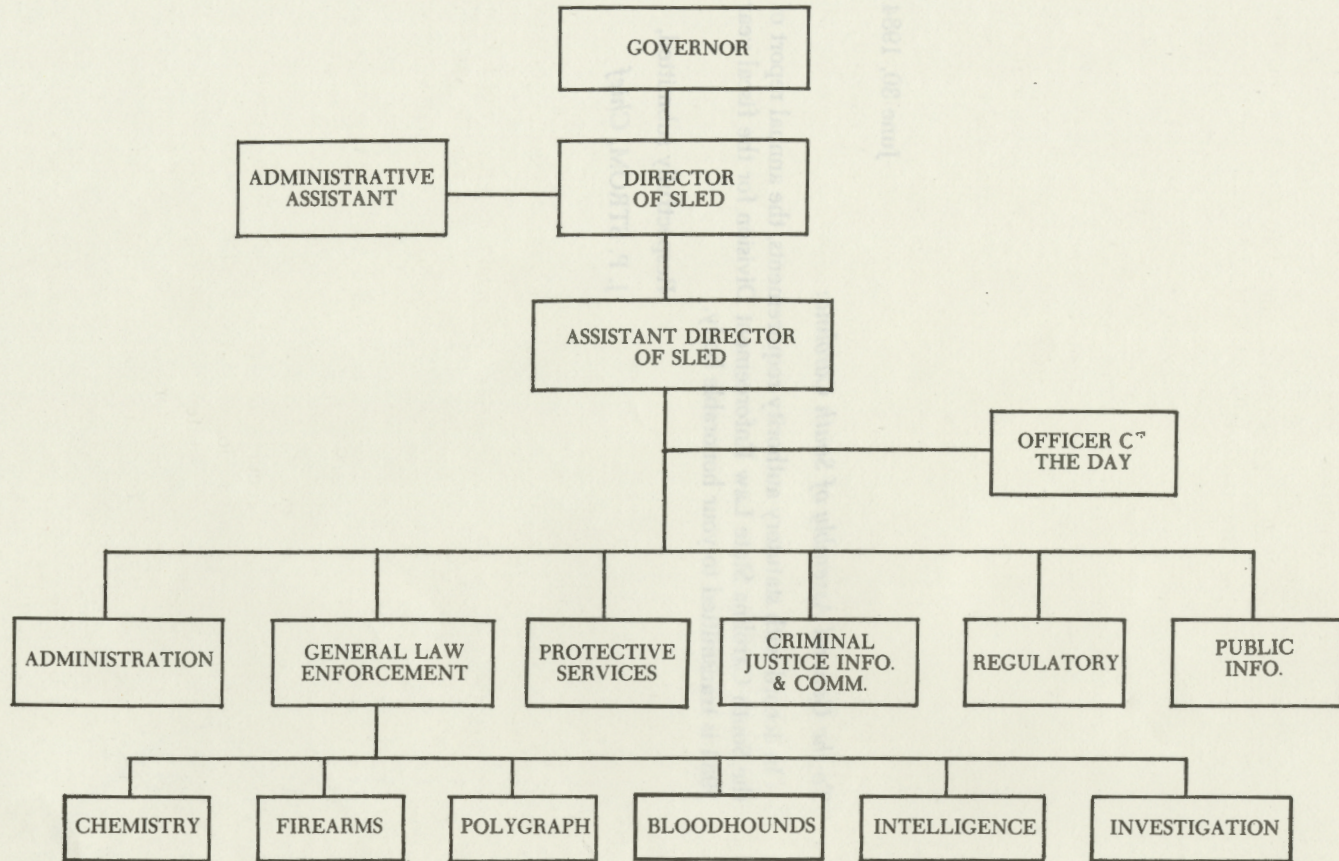 GOVERNOR
ADMINISTRATIVE
ASSISTANT
DIRECTOR
OF SLED
ASSISTANT DIRECTOR
OF SLED
OFFICER
THE DAY
ADMINISTRATION
GENERAL LAW
ENFORCEMENT
PROTECTIVE
SERVICES
CRIMINAL
JUSTICE INFO.
& COMM.
REGULATORY
PUBLIC
INFO.
CHEMISTRY
FIREARMS
POLYGRAPH
BLOODHOUNDS
INTELLIGENCE
INVESTIGATION